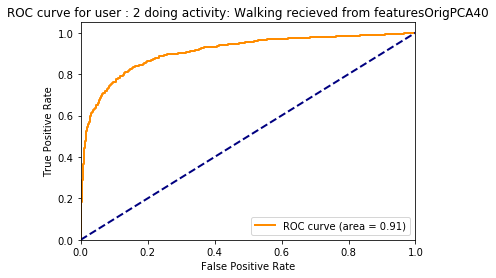 ROC curve for user : 2 doing activity: Walking recieved from featuresOrigPCA40
1.0
0.8
0.6
0.4
0.2
0.0
True Positive Rate
ROC curve (area = 0.91)
0.0 0.2 0.4 0.6 0.8 1.0
False Positive Rate